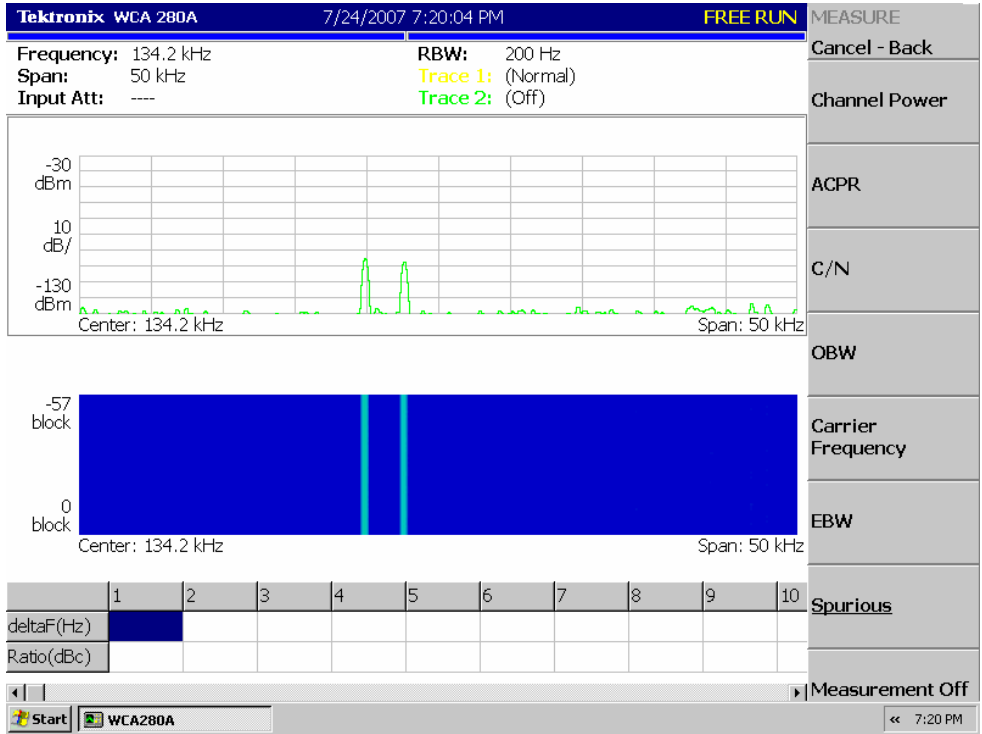 Tektronix WCA 280A 7/24/2007 7:20:04 PM FREE RUN
MEASURE
Cancel - Back
Frequency: 134.2 kHz RBW: 200 Hz
Span: 50 kHz Trace 1: (Normal)
Input Att: ---- Trace 2: (Off)
Channel Power
ACPR
C/N
OBW
Carrier
Frequency
EBW
Spurious
Measurement Off
-30
dBm
10
dB/
-130
dBm
Center: 134.2 kHz Span: 50 kHz
-57
block
0
block
Center: 134.2 kHz Span: 50 kHz
1 2 3 4 5 6 7 8 9 10
deltaF(Hz)
Ratio(dBc)
Start WCA280A « 7:20 PM